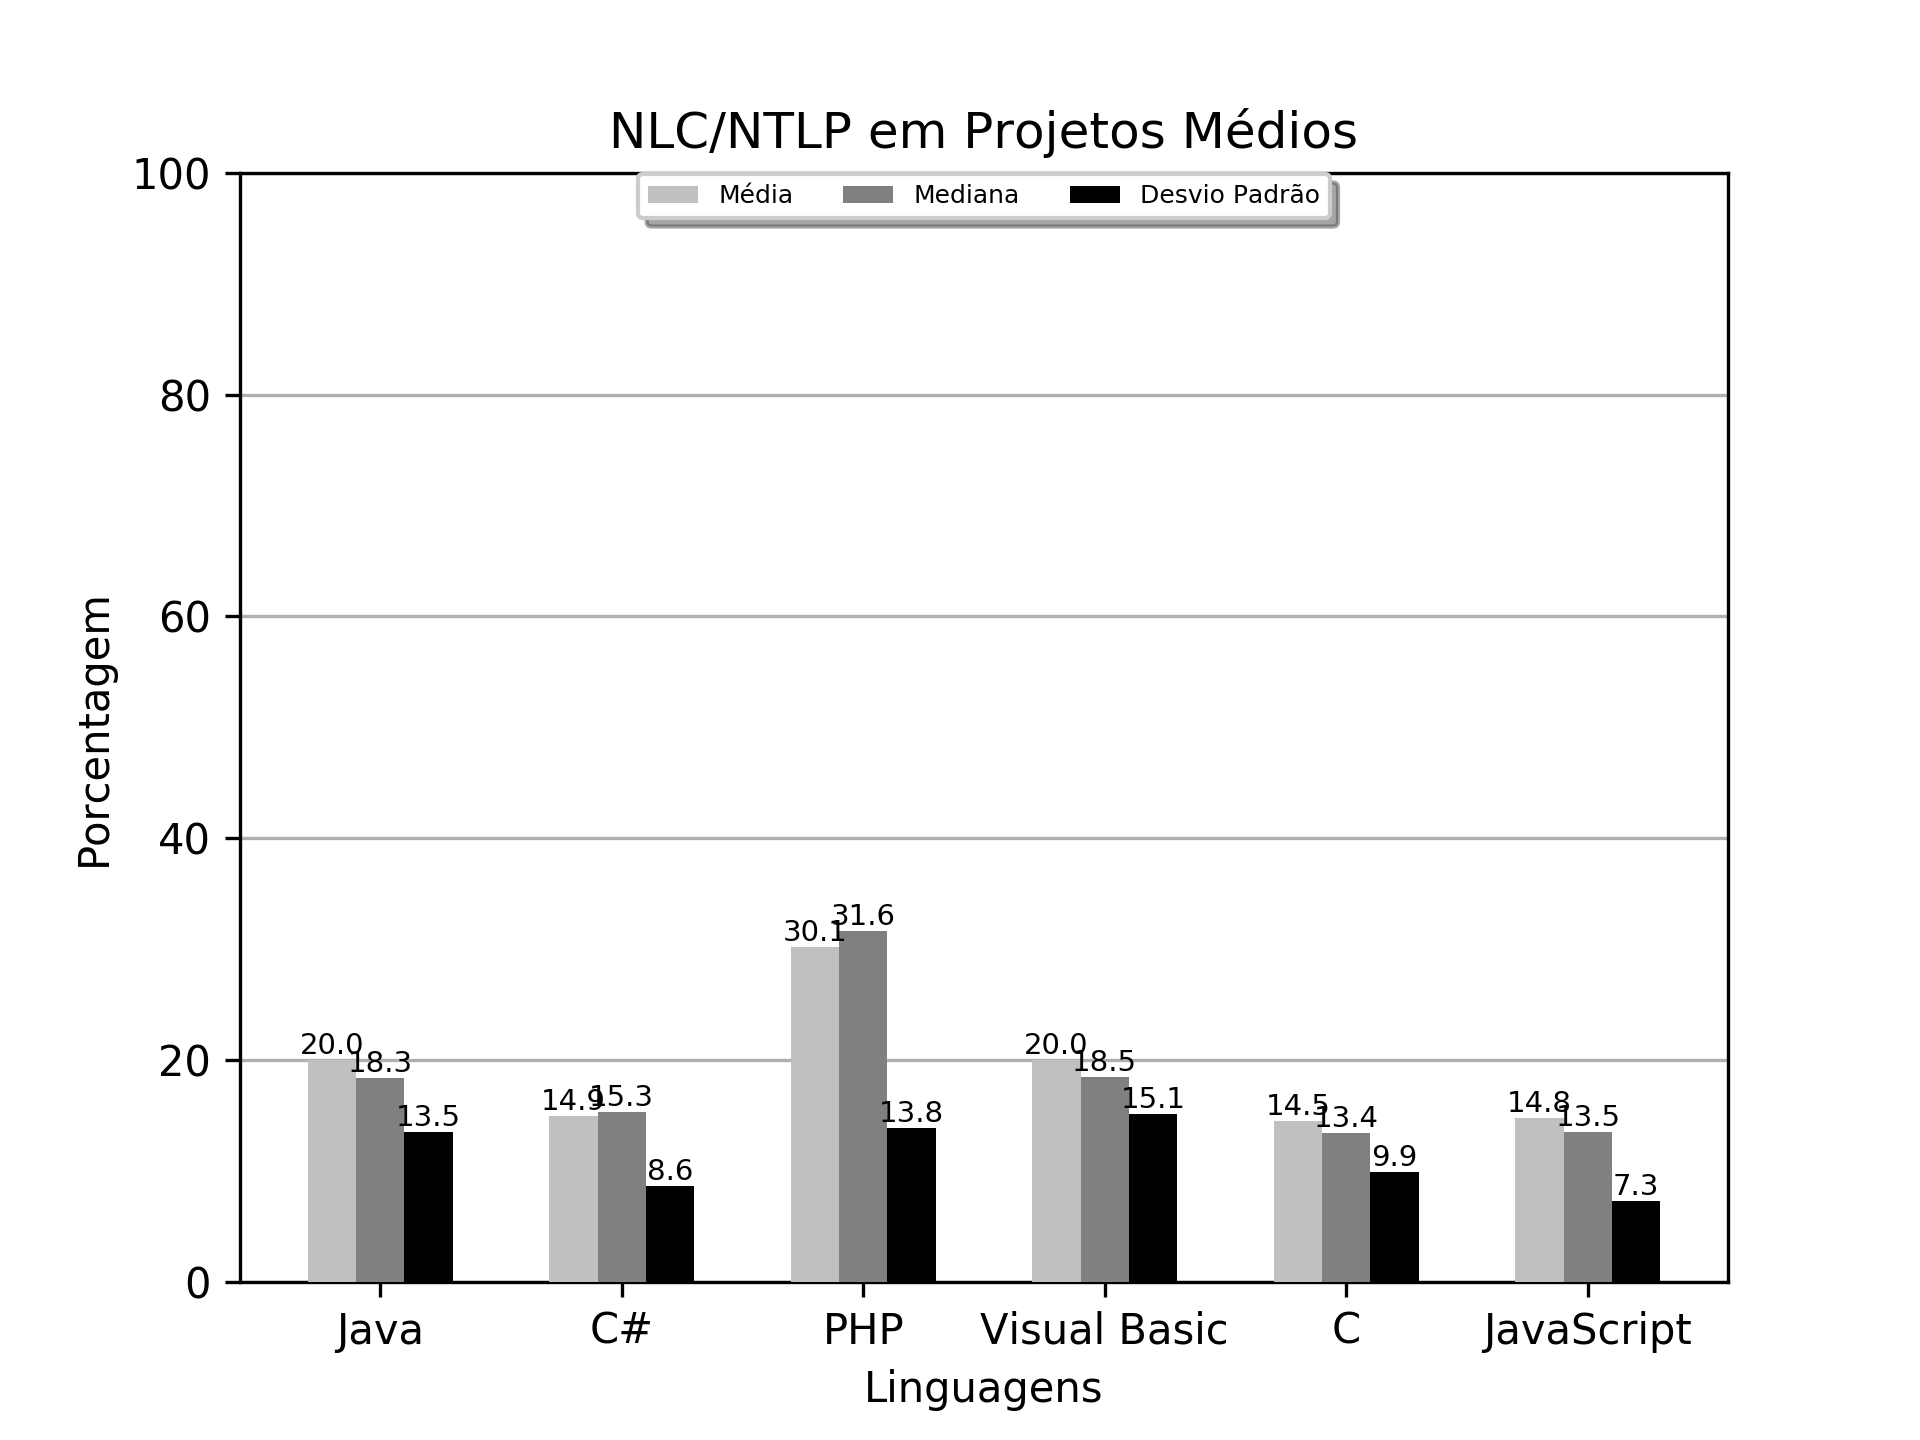 NLC/NTLP em Projetos Médios
Média Mediana Desvio Padrão
100
80
60
40
20
0
Porcentagem
20.0 18.3 13.5
14.9 15.3 8.6
30.1 31.6 13.8
20.0 18.5 15.1
14.5 13.4 9.9
14.8 13.5 7.3
Java C# PHP Visual Basic C JavaScript
Linguagens